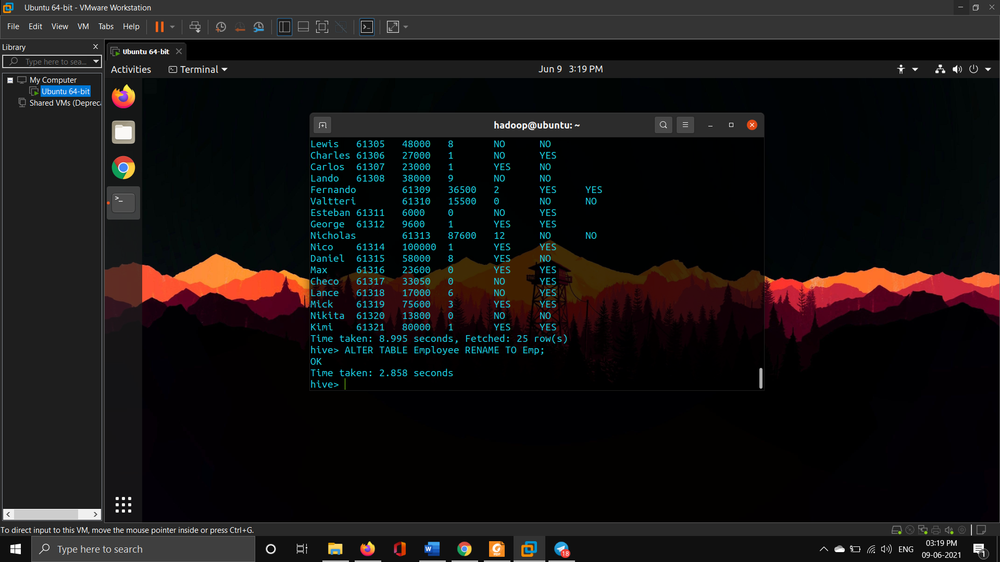 Ubuntu 64-bit - VMware Workstation
File Edit View VM Tabs Help
Library
Type here to sea...
My Computer
Ubuntu 64-bit
Shared VMs (Depreca
Ubuntu 64-bit
Activities Terminal Jun 9 3:19 PM
hadoop@ubuntu: ~
Lewis 61305 48000 8 NO NO
Charles 61306 27000 1 NO YES
Carlos 61307 23000 1 YES NO
Lando 61308 38000 9 NO NO
Fernando 61309 36500 2 YES YES
Valtteri 61310 15500 0 NO NO
Esteban 61311 6000 0 NO YES
George 61312 9600 1 YES YES
Nicholas 61313 87600 12 NO NO
Nico 61314 100000 1 YES YES
Daniel 61315 58000 8 YES NO
Max 61316 23600 0 YES YES
Checo 61317 33050 0 NO YES
Lance 61318 17000 6 NO YES
Mick 61319 75600 3 YES YES
Nikita 61320 13800 0 NO NO
Kimi 61321 80000 1 YES YES
Time taken: 8.995 seconds, Fetched: 25 row(s)
hive> ALTER TABLE Employee RENAME TO Emp;
OK
Time taken: 2.858 seconds
hive>
To direct input to this VM, move the mouse pointer inside or press Ctrl+G.
Type here to search
W
PDF
18
ENG
03:19 PM
09-06-2021
1